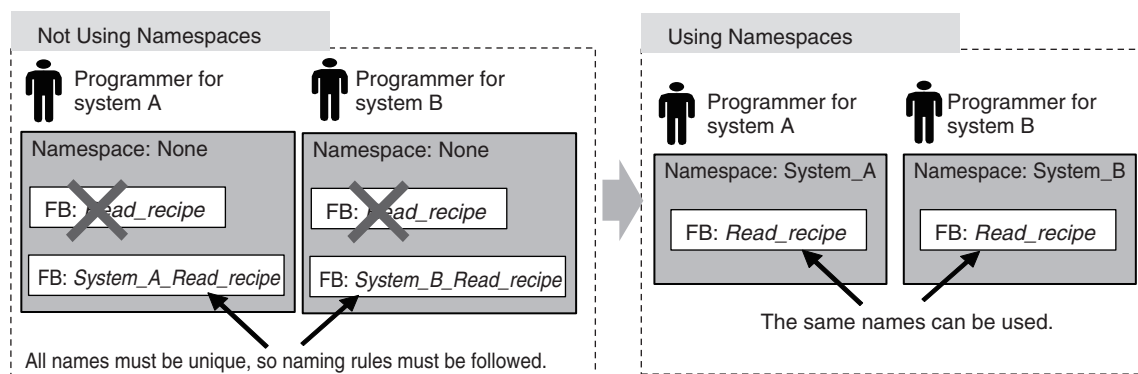 Not Using Namespaces
Programmer for
system A
Programmer for
system B
Namespace: None
Namespace: None
FB: Read_recipe
FB: Read_recipe
FB: System_A_Read_recipe
FB: System_B_Read_recipe
All names must be unique, so naming rules must be followed.
Using Namespaces
Programmer for
system A
Programmer for
system B
Namespace: System_A
Namespace: System_B
FB: Read_recipe
FB: Read_recipe
The same names can be used.